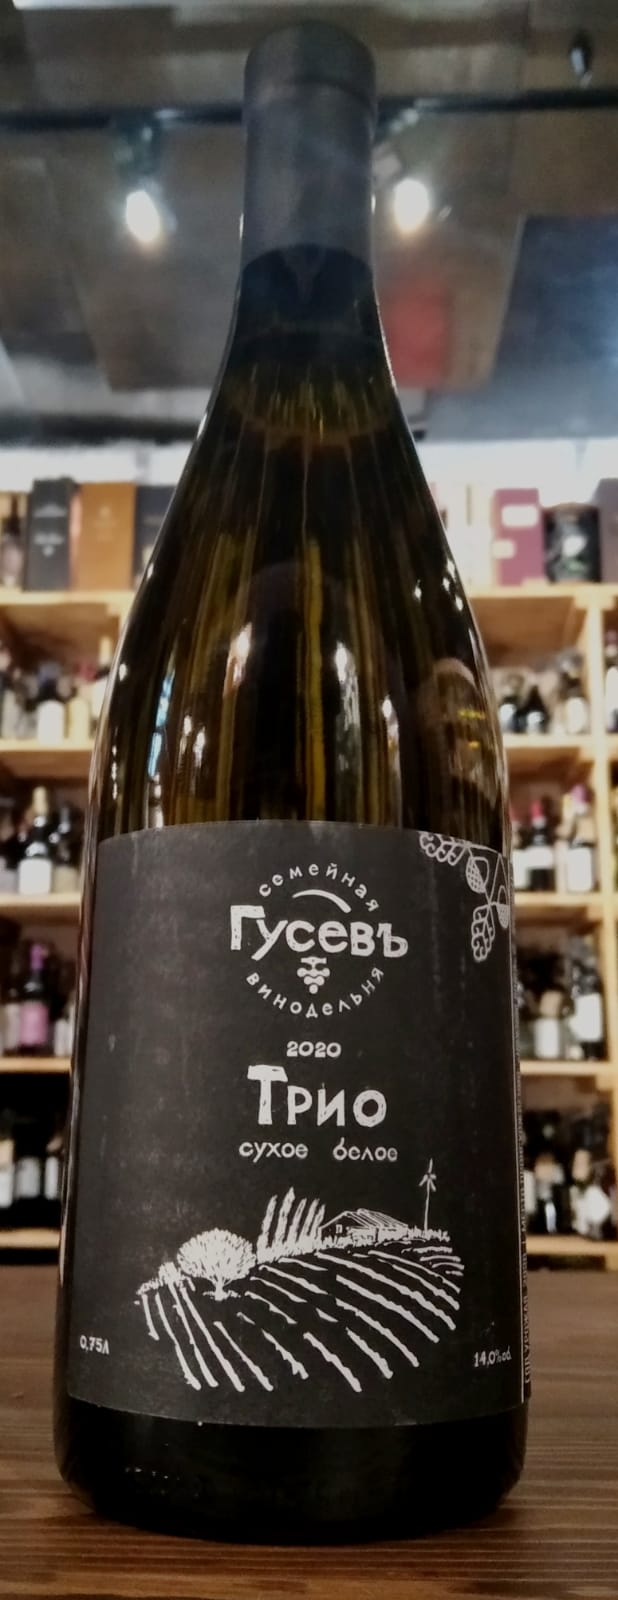 семейная
Гусевъ
винодельня
2020
Трио
сухое белое
0,75Л
14,0%об.